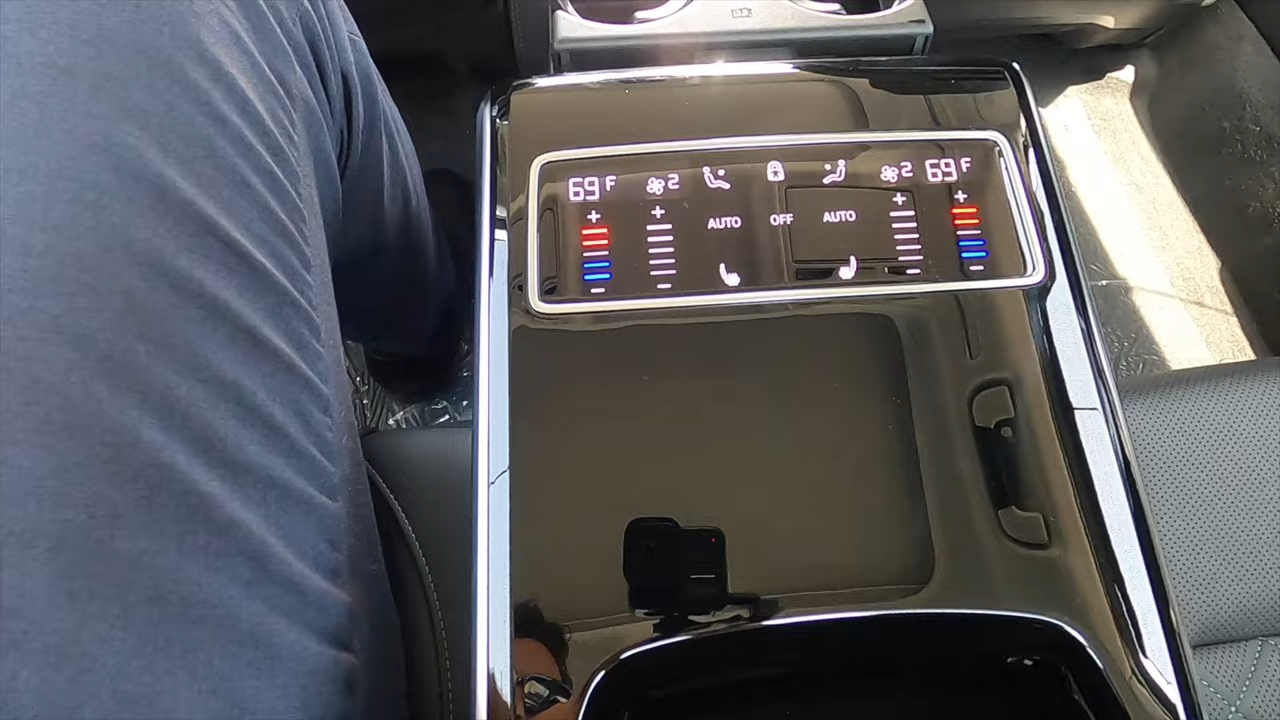 69 F 2 2 69 F
+ + + +
AUTO OFF AUTO
- - - -